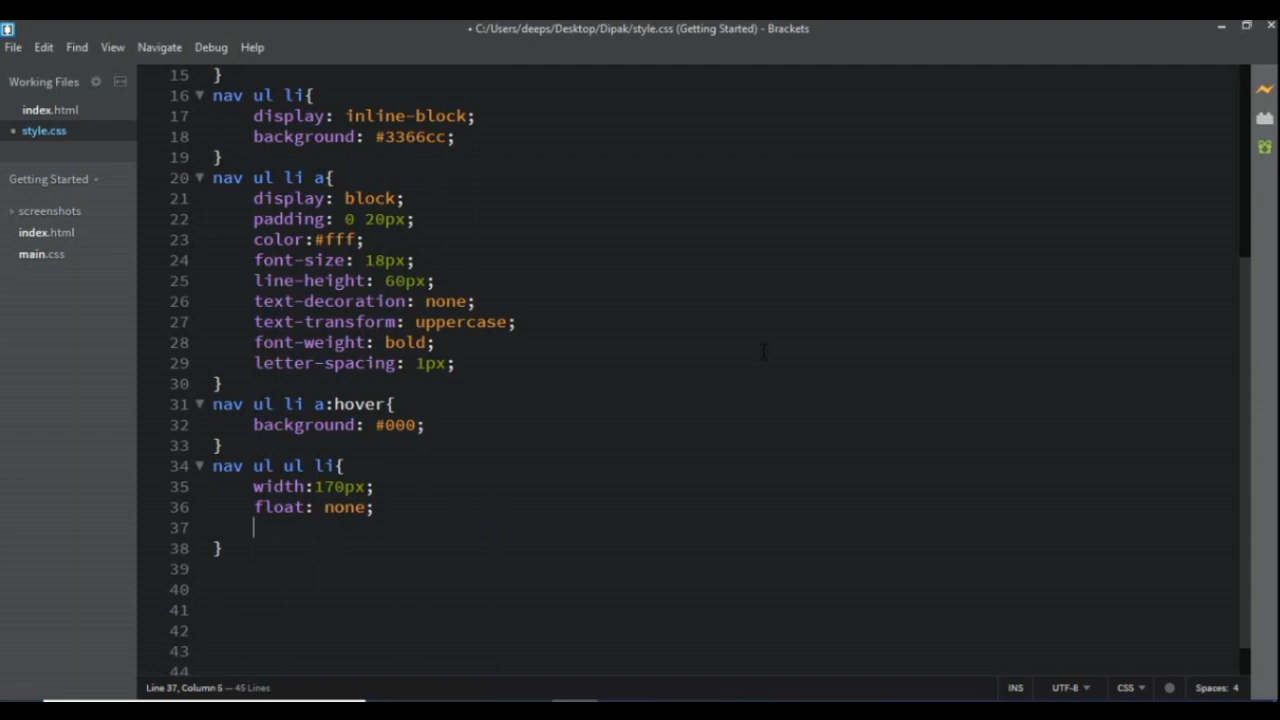 • C:/Users/deeps/Desktop/Dipak/style.css (Getting Started) - Brackets
File Edit Find View Navigate Debug Help
Working Files
index.html
• style.css
Getting Started
screenshots
index.html
main.css
15 }
16 nav ul li{
17 display: inline-block;
18 background: #3366cc;
19 }
20 nav ul li a{
21 display: block;
22 padding: 0 20px;
23 color:#fff;
24 font-size: 18px;
25 line-height: 60px;
26 text-decoration: none;
27 text-transform: uppercase;
28 font-weight: bold;
29 letter-spacing: 1px;
30 }
31 nav ul li a:hover{
32 background: #000;
33 }
34 nav ul ul li{
35 width:170px;
36 float: none;
37
38 }
39
40
41
42
43
44
Line 37, Column 5 — 45 Lines
INS UTF-8 CSS Spaces: 4